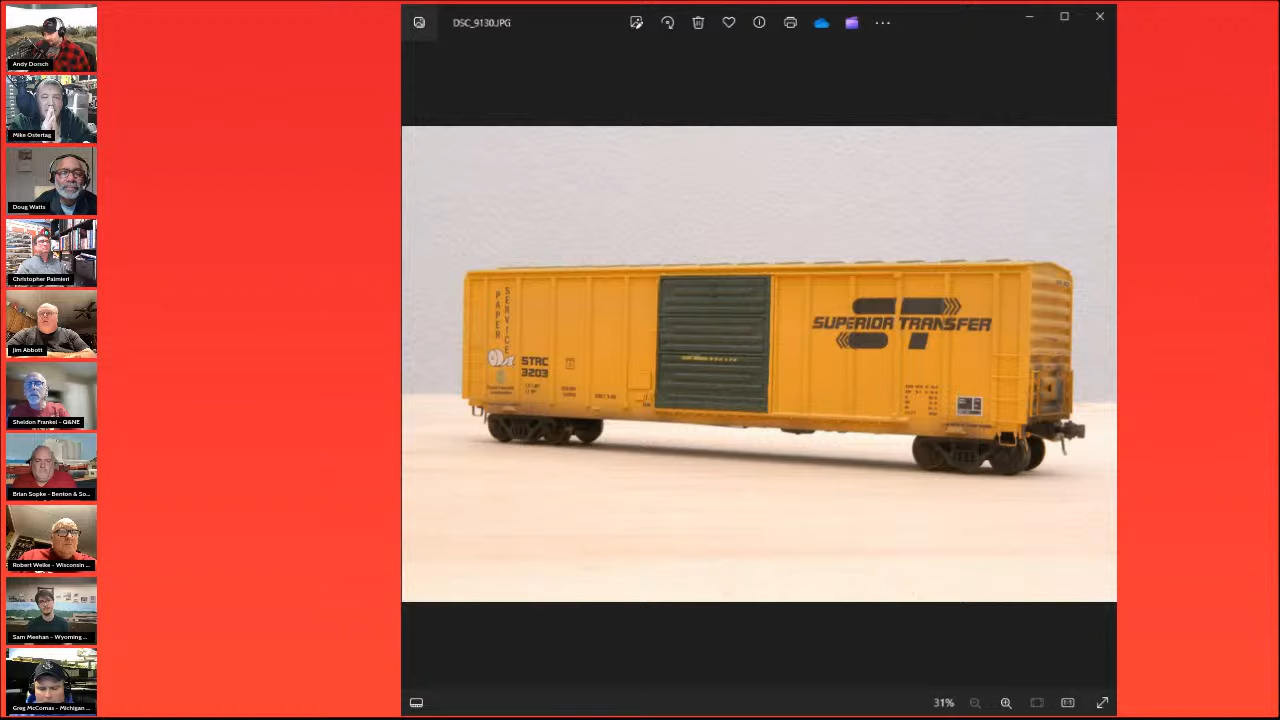 DSC_9130.JPG
Andy Dorsch
Mike Ostertag
Doug Watts
Christopher Palmieri
Jim Abbott
Sheldon Frankel - Q&NE
Brian Sopke - Benton & So...
Robert Welke - Wisconsin ...
Sam Meehan - Wyoming ...
Greg McComas - Michigan ...
PAPER
SERVICE
STRC
3203
SUPERIOR TRANSFER
ST
31%